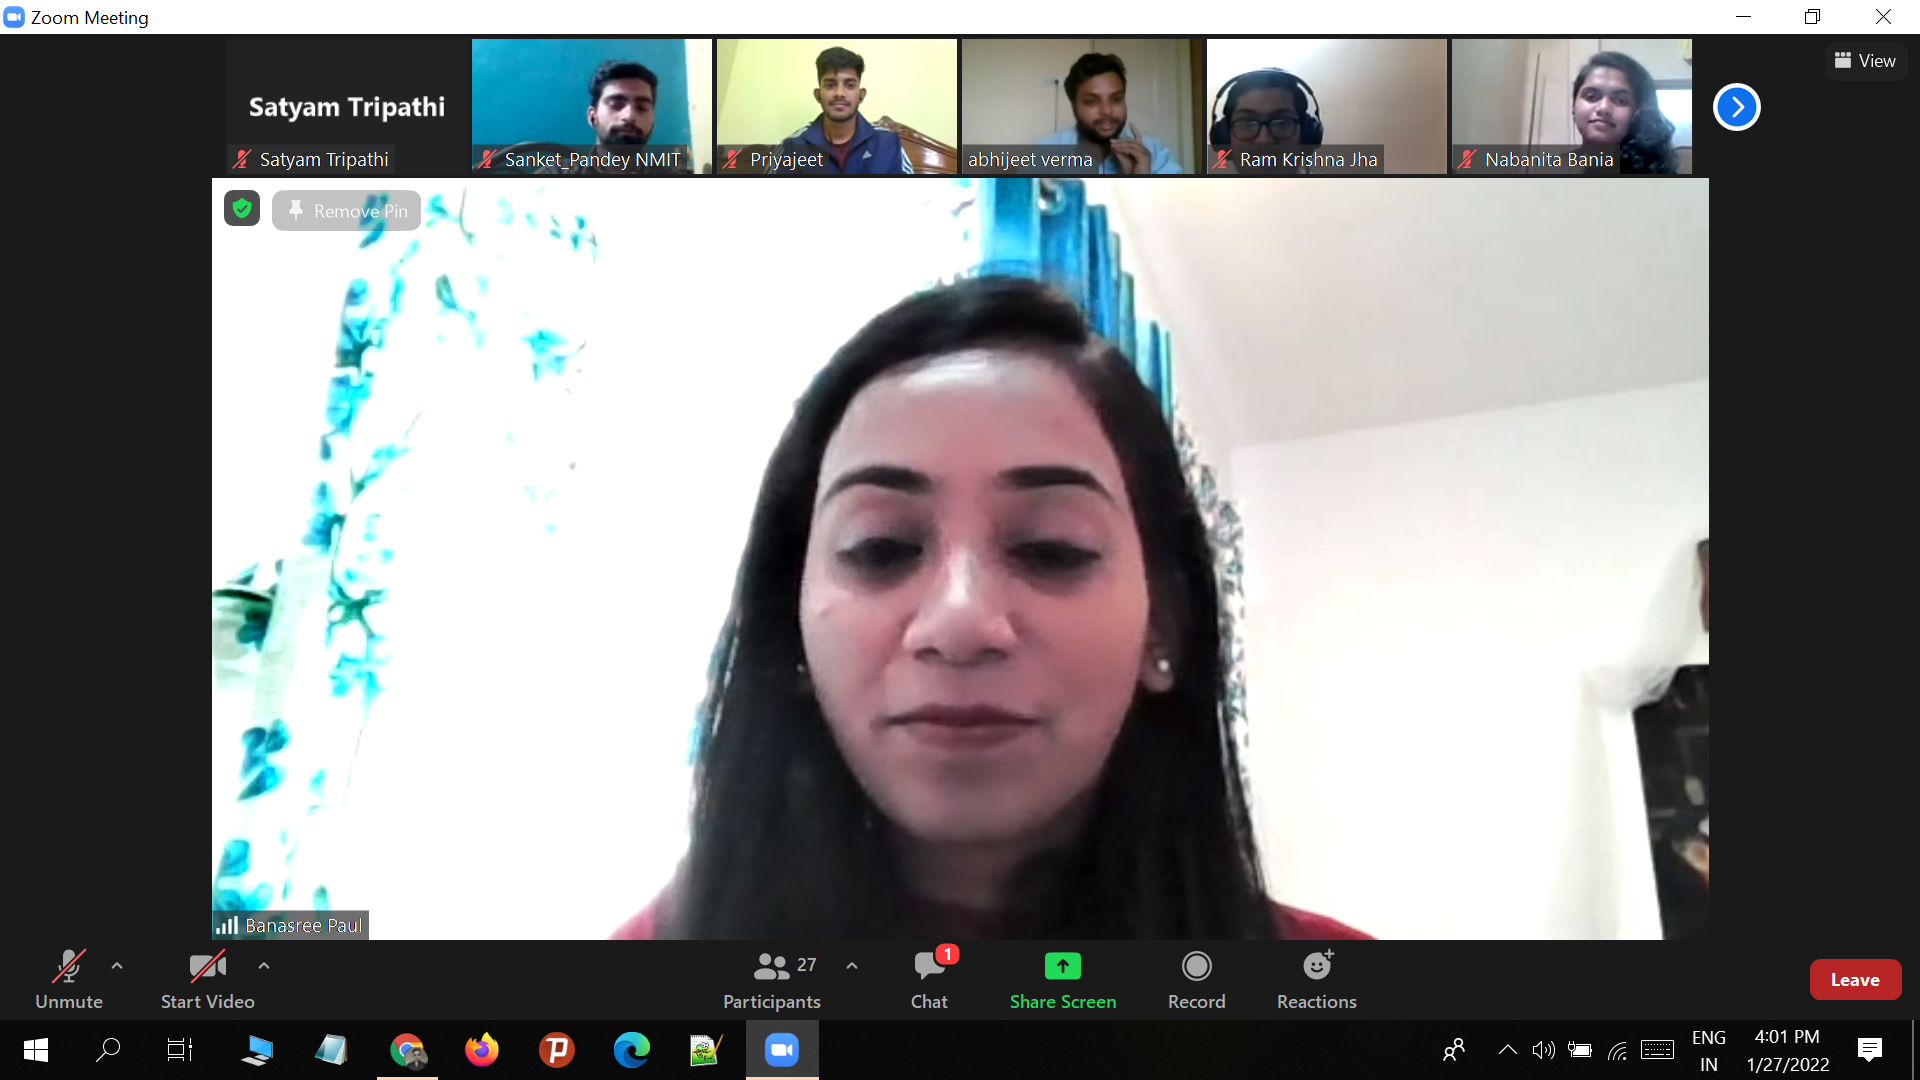 Zoom Meeting
View
Satyam Tripathi
Satyam Tripathi
Sanket_Pandey NMIT
Priyajeet
abhijeet verma
Ram Krishna Jha
Nabanita Bania
Remove Pin
Banasree Paul
27
1
Unmute
Start Video
Participants
Chat
Share Screen
Record
Reactions
Leave
ENG
IN
4:01 PM
1/27/2022